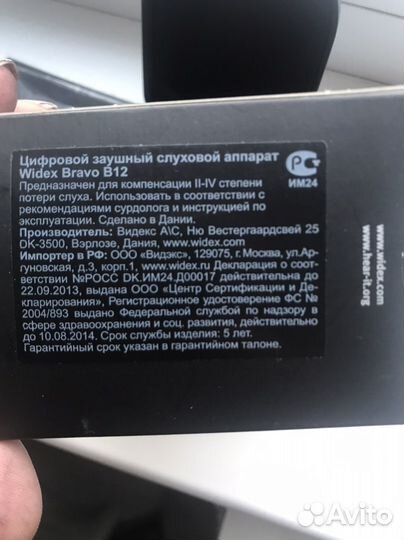 Цифровой заушный слуховой аппарат
Widex Bravo B12
Предназначен для компенсации II-IV степени
потери слуха. Использовать в соответствии с
рекомендациями сурдолога и инструкцией по
эксплуатации. Сделано в Дании.
Производитель: Видекс А\С, Ню Вестергаардсвей 25
DK-3500, Вэрлозе, Дания, www.widex.com
Импортер в РФ: ООО «Видэкс», 129075, г. Москва, ул.Ар-
гуновская, д.3, корп.1, www.widex.ru Декларация о соот-
ветствии №РОСС DK.ИМ24.Д00017 действительна до
22.09.2013, выдана ООО «Центр Сертификации и Де-
кларирования», Регистрационное удостоверение ФС №
2004/893 выдано Федеральной службой по надзору в
сфере здравоохранения и соц. развития, действительно
до 10.08.2014. Срок службы изделия: 5 лет.
Гарантийный срок указан в гарантийном талоне.
РС
ИМ24
www.widex.com
www.hear-it.org
Avito